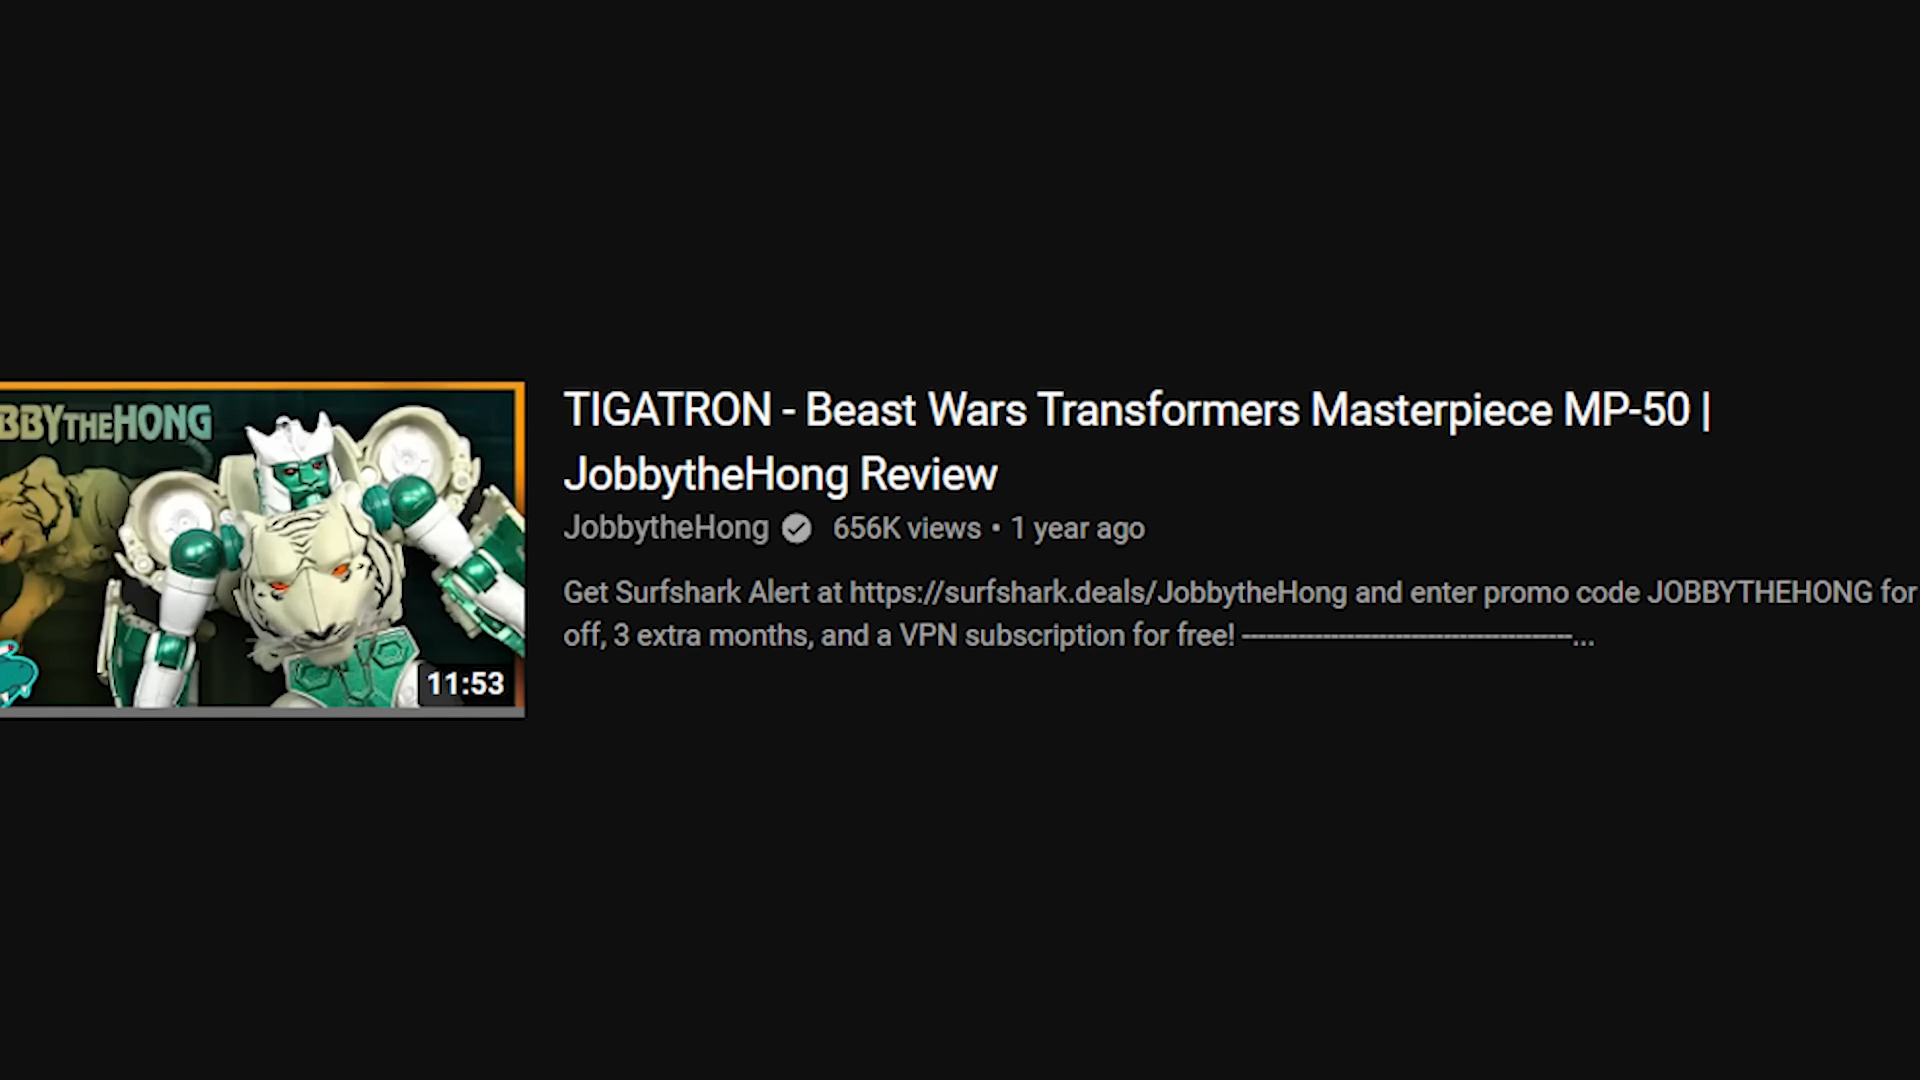 BBYTHEHONG
11:53
TIGATRON - Beast Wars Transformers Masterpiece MP-50 |
JobbytheHong Review
JobbytheHong 656K views • 1 year ago
Get Surfshark Alert at https://surfshark.deals/JobbytheHong and enter promo code JOBBYTHEHONG for
off, 3 extra months, and a VPN subscription for free! -----------------------------------------...